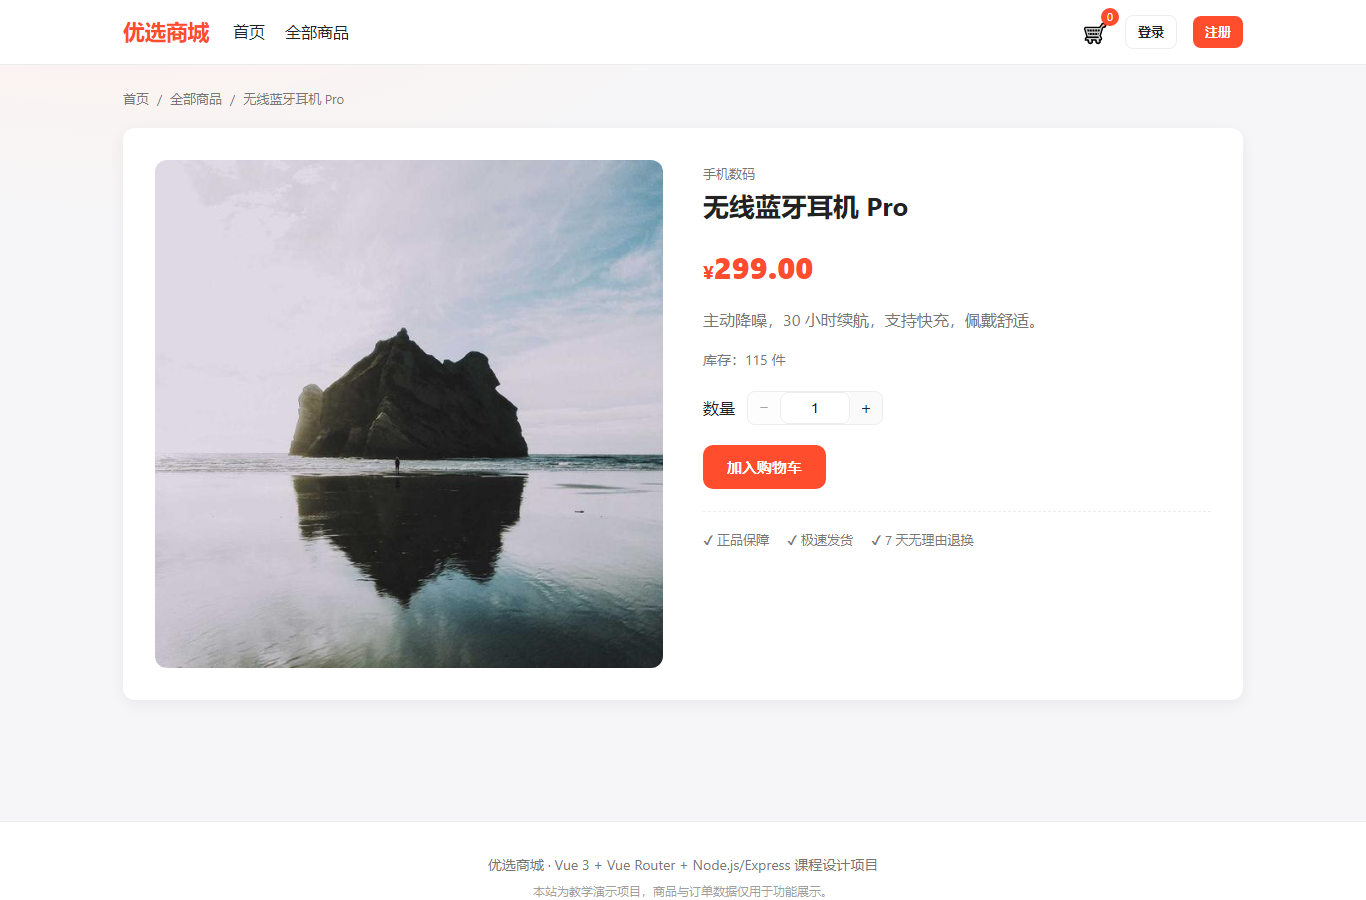 优选商城 首页 全部商品 0 登录 注册
首页 / 全部商品 / 无线蓝牙耳机 Pro
手机数码
无线蓝牙耳机 Pro
¥299.00
主动降噪，30 小时续航，支持快充，佩戴舒适。
库存：115 件
数量 − 1 +
加入购物车
✓ 正品保障 ✓ 极速发货 ✓ 7 天无理由退换
优选商城 · Vue 3 + Vue Router + Node.js/Express 课程设计项目
本站为教学演示项目，商品与订单数据仅用于功能展示。